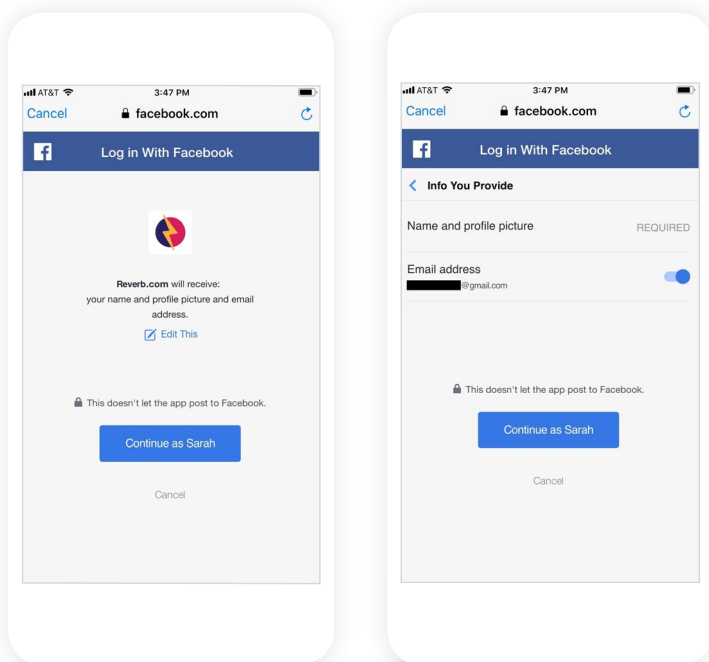 AT&T 3:47 PM
Cancel facebook.com
f Log in With Facebook
Reverb.com will receive:
your name and profile picture and email
address.
Edit This
This doesn't let the app post to Facebook.
Continue as Sarah
Cancel
AT&T 3:47 PM
Cancel facebook.com
f Log in With Facebook
Info You Provide
Name and profile picture REQUIRED
Email address
@gmail.com
This doesn't let the app post to Facebook.
Continue as Sarah
Cancel